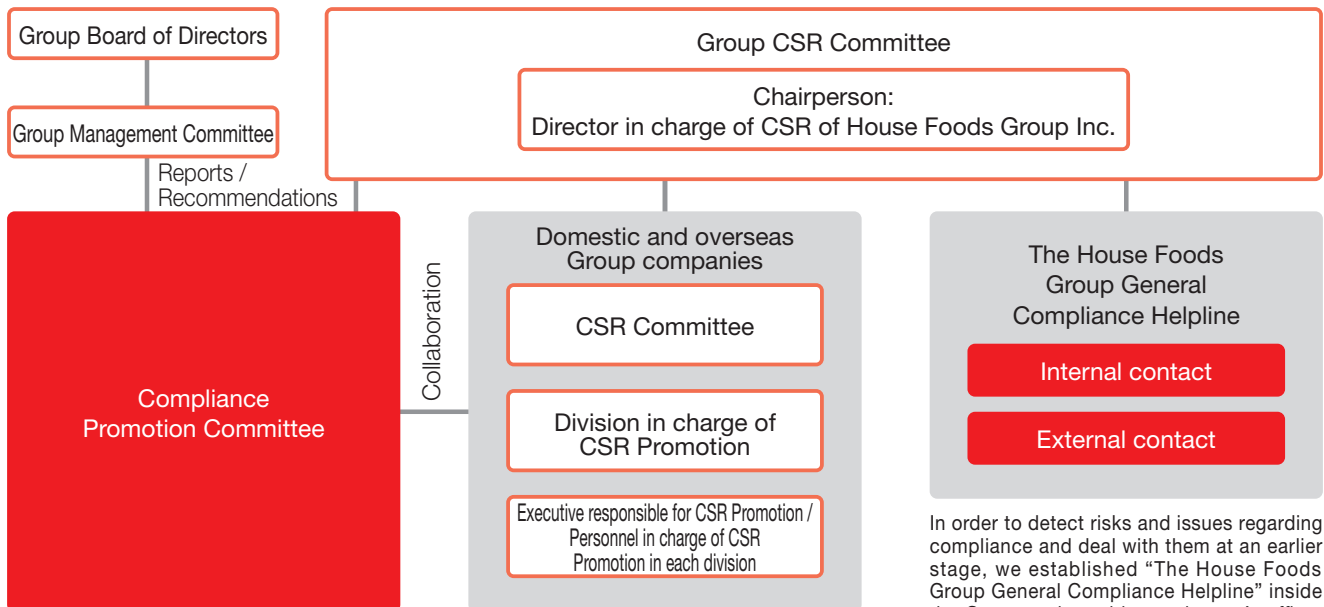 Group Board of Directors
Group Management Committee
Reports /
Recommendations
Group CSR Committee
Chairperson:
Director in charge of CSR of House Foods Group Inc.
Compliance
Promotion Committee
Collaboration
Domestic and overseas
Group companies
CSR Committee
Division in charge of
CSR Promotion
Executive responsible for CSR Promotion /
Personnel in charge of CSR
Promotion in each division
The House Foods
Group General
Compliance Helpline
Internal contact
External contact
In order to detect risks and issues regarding
compliance and deal with them at an earlier
stage, we established “The House Foods
Group General Compliance Helpline” inside